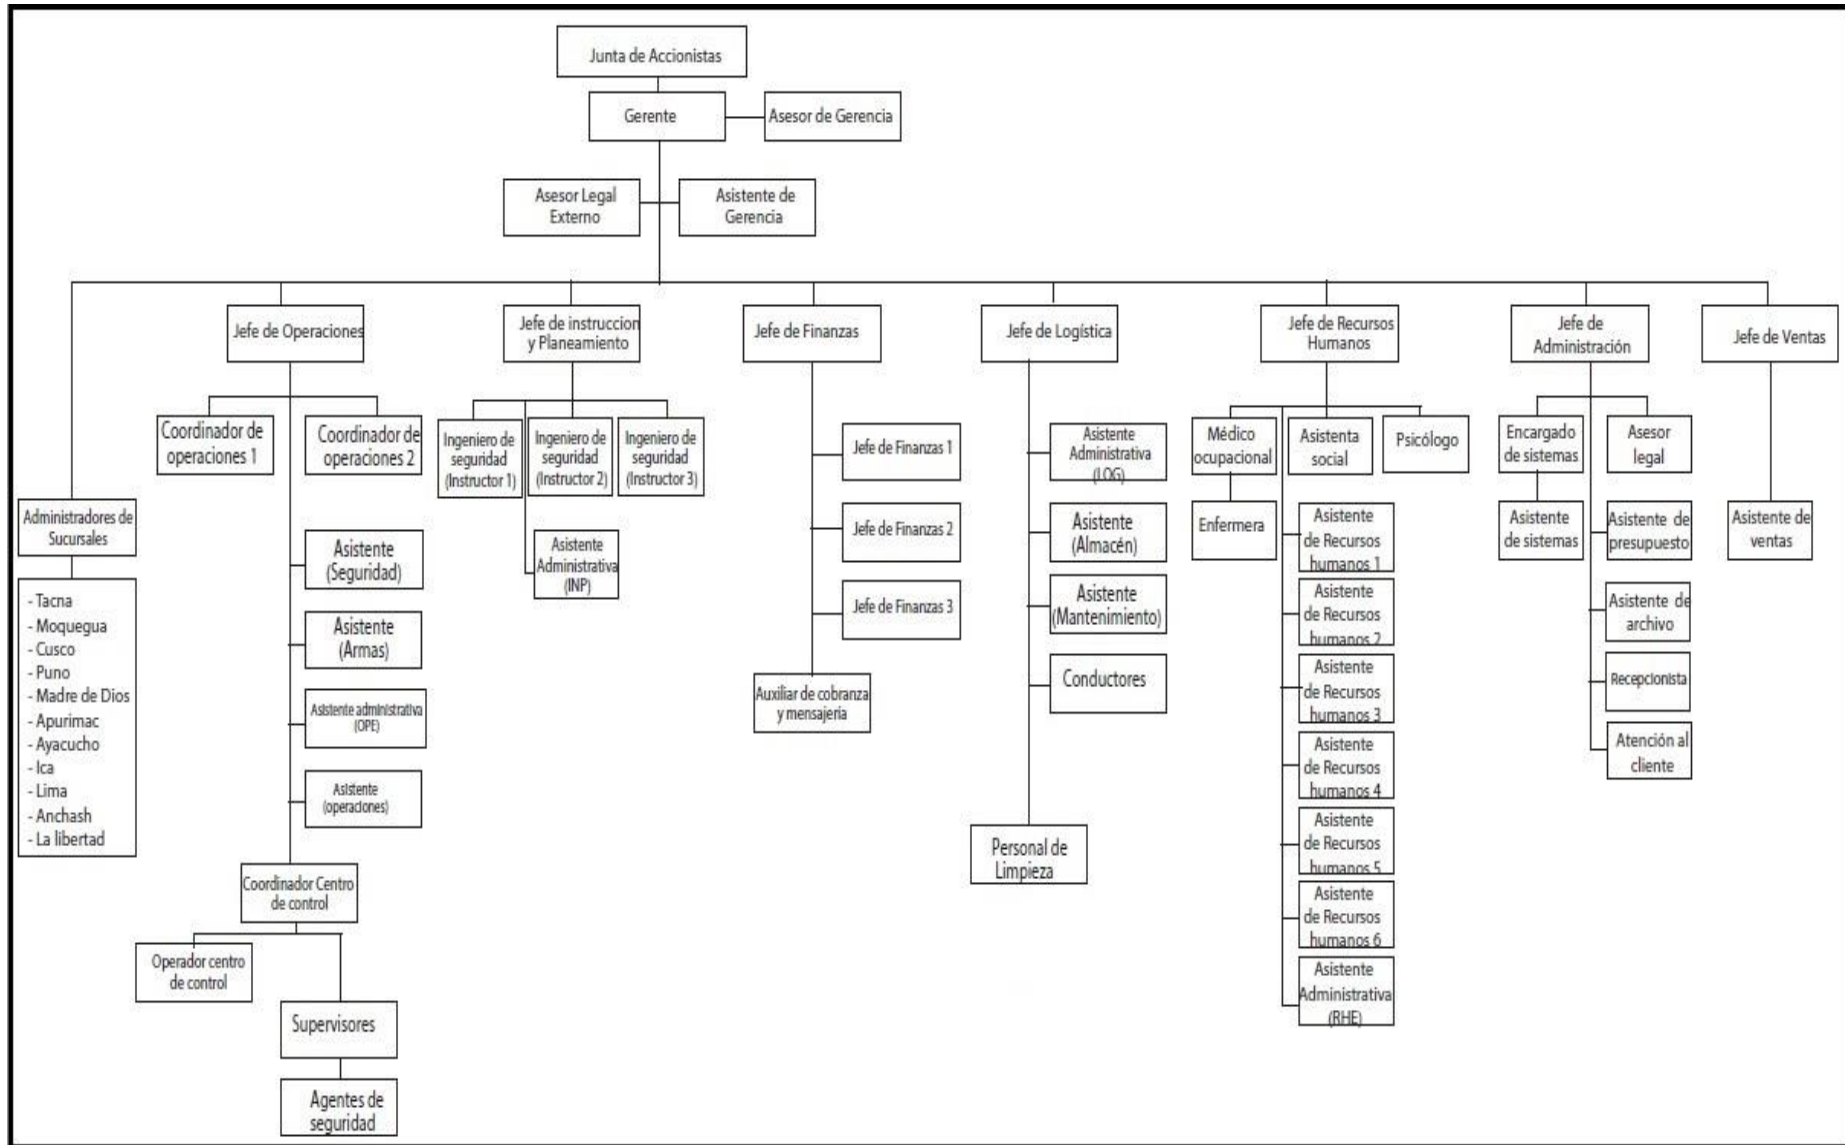 Junta de Accionistas
Gerente
Asesor de Gerencia
Asesor Legal
Externo
Asistente de
Gerencia
Jefe de Operaciones
Jefe de instruccion
y Planeamiento
Jefe de Finanzas
Jefe de Logística
Jefe de Recursos
Humanos
Jefe de
Administración
Jefe de Ventas
Administradores de
Sucursales
- Tacna
- Moquegua
- Cusco
- Puno
- Madre de Dios
- Apurimac
- Ayacucho
- Ica
- Lima
- Anchash
- La libertad
Coordinador de
operaciones 1
Coordinador de
operaciones 2
Asistente
(Seguridad)
Asistente
(Armas)
Asistente administrativa
(OPE)
Asistente
(operaciones)
Coordinador Centro
de control
Operador centro
de control
Supervisores
Agentes de
seguridad
Ingeniero de
seguridad
(Instructor 1)
Ingeniero de
seguridad
(Instructor 2)
Ingeniero de
seguridad
(Instructor 3)
Asistente
Administrativa
(INP)
Jefe de Finanzas 1
Jefe de Finanzas 2
Jefe de Finanzas 3
Auxiliar de cobranza
y mensajería
Asistente
Administrativa
(LOG)
Asistente
(Almacén)
Asistente
(Mantenimiento)
Conductores
Personal de
Limpieza
Médico
ocupacional
Asistenta
social
Psicólogo
Enfermera
Asistente
de Recursos
humanos 1
Asistente
de Recursos
humanos 2
Asistente
de Recursos
humanos 3
Asistente
de Recursos
humanos 4
Asistente
de Recursos
humanos 5
Asistente
de Recursos
humanos 6
Asistente
Administrativa
(RHE)
Encargado
de sistemas
Asesor
legal
Asistente
de sistemas
Asistente de
presupuesto
Asistente de
archivo
Recepcionista
Atención al
cliente
Asistente de
ventas